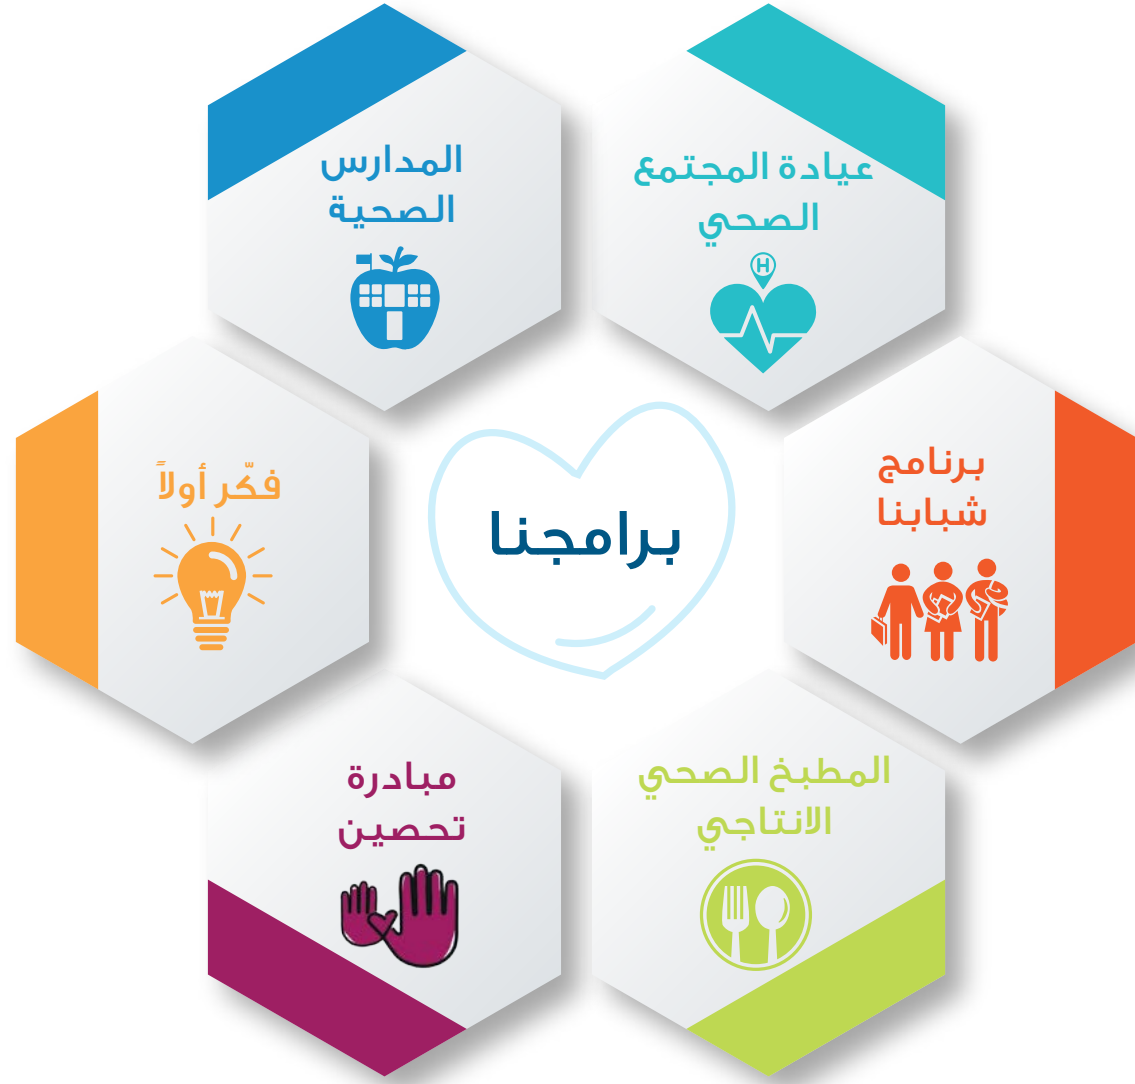 عيادة المجتمع
الصحي
H
المدارس
الصحية
برنامج
شبابنا
برامجنا
فكّر أولاً
المطبخ الصحي
الانتاجي
مبادرة
تحصين